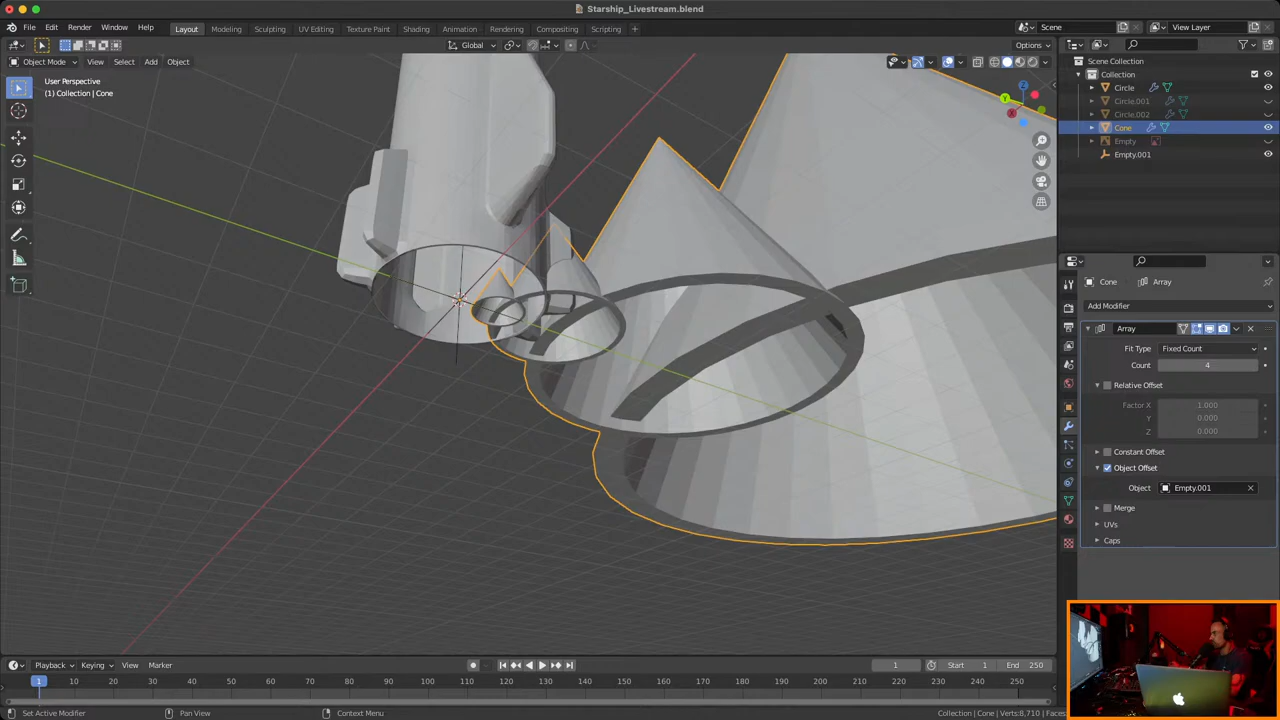 Starship_Livestream.blend
File Edit Render Window Help
Layout Modeling Sculpting UV Editing Texture Paint Shading Animation Rendering Compositing Scripting +
Scene View Layer
Global Options
Object Mode View Select Add Object
User Perspective
(1) Collection | Cone
Y
Scene Collection
Collection
Circle
Circle.001
Circle.002
Cone
Empty
Empty.001
Cone Array
Add Modifier
Array
Fit Type Fixed Count
Count 4
Relative Offset
Factor X 1.000
Y 0.000
Z 0.000
Constant Offset
Object Offset
Object Empty.001
Merge
UVs
Caps
Playback Keying View Marker
1 Start 1 End 250
1 10 20 30 40 50 60 70 80 90 100 110 120 130 140 150 160 170 180 190 200 210 220 230 240 250
Set Active Modifier Pan View Context Menu
Collection | Cone | Verts:8,710 | Faces: